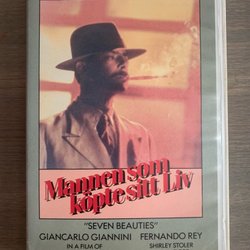 Mannen som
köpte sitt Liv
"SEVEN BEAUTIES"
GIANCARLO GIANNINI FERNANDO REY
IN A FILM OF SHIRLEY STOLER